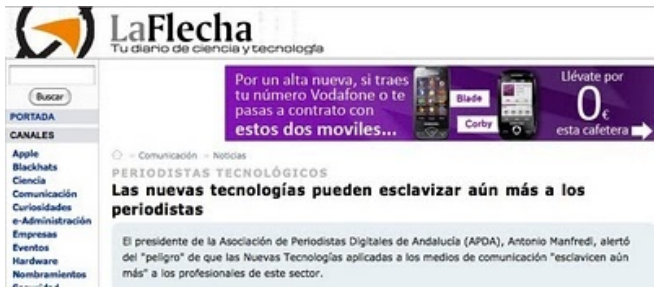 LaFlecha
Tu diario de ciencia y tecnología
Buscar
PORTADA
CANALES
Apple
Blackhats
Ciencia
Comunicación
Curiosidades
e-Administración
Empresas
Eventos
Hardware
Nombramientos
Seguridad
Por un alta nueva, si traes
tu número Vodafone o te
pasas a contrato con
estos dos moviles...
Blade
Corby
Llévate por
0€
esta cafetera
» Comunicación » Noticias
PERIODISTAS TECNOLÓGICOS
Las nuevas tecnologías pueden esclavizar aún más a los
periodistas
El presidente de la Asociación de Periodistas Digitales de Andalucía (APDA), Antonio Manfredi, alertó
del "peligro" de que las Nuevas Tecnologías aplicadas a los medios de comunicación "esclavicen aún
más" a los profesionales de este sector.